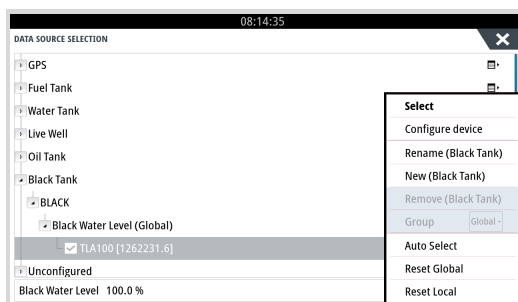 08:14:35
DATA SOURCE SELECTION
GPS
Fuel Tank
Water Tank
Live Well
Oil Tank
Black Tank
BLACK
Black Water Level (Global)
TLA100 [1262231.6]
Unconfigured
Black Water Level 100.0 %
Select
Configure device
Rename (Black Tank)
New (Black Tank)
Remove (Black Tank)
Group Global -
Auto Select
Reset Global
Reset Local